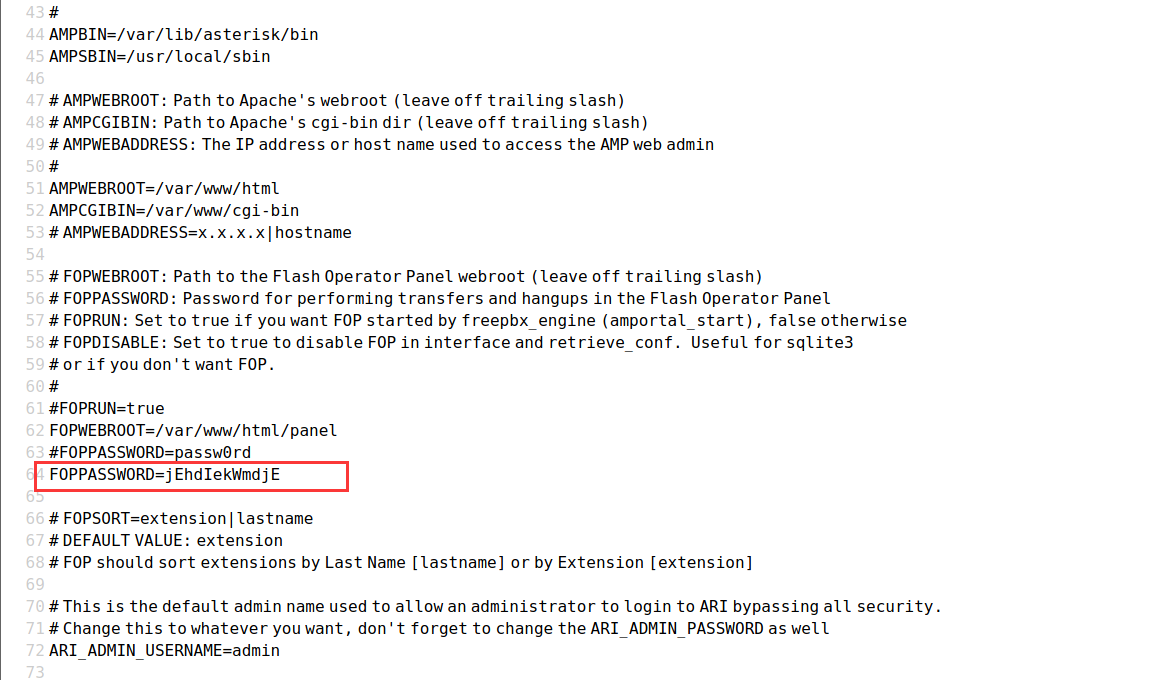 43 #
44 AMPBIN=/var/lib/asterisk/bin
45 AMPSBIN=/usr/local/sbin
46
47 # AMPWEBROOT: Path to Apache's webroot (leave off trailing slash)
48 # AMPCGIBIN: Path to Apache's cgi-bin dir (leave off trailing slash)
49 # AMPWEBADDRESS: The IP address or host name used to access the AMP web admin
50 #
51 AMPWEBROOT=/var/www/html
52 AMPCGIBIN=/var/www/cgi-bin
53 # AMPWEBADDRESS=x.x.x.x|hostname
54
55 # FOPWEBROOT: Path to the Flash Operator Panel webroot (leave off trailing slash)
56 # FOPPASSWORD: Password for performing transfers and hangups in the Flash Operator Panel
57 # FOPRUN: Set to true if you want FOP started by freepbx_engine (amportal_start), false otherwise
58 # FOPDISABLE: Set to true to disable FOP in interface and retrieve_conf. Useful for sqlite3
59 # or if you don't want FOP.
60 #
61 #FOPRUN=true
62 FOPWEBROOT=/var/www/html/panel
63 #FOPPASSWORD=passw0rd
64 FOPPASSWORD=jEhdIekWmdjE
65
66 # FOPSORT=extension|lastname
67 # DEFAULT VALUE: extension
68 # FOP should sort extensions by Last Name [lastname] or by Extension [extension]
69
70 # This is the default admin name used to allow an administrator to login to ARI bypassing all security.
71 # Change this to whatever you want, don't forget to change the ARI_ADMIN_PASSWORD as well
72 ARI_ADMIN_USERNAME=admin
73